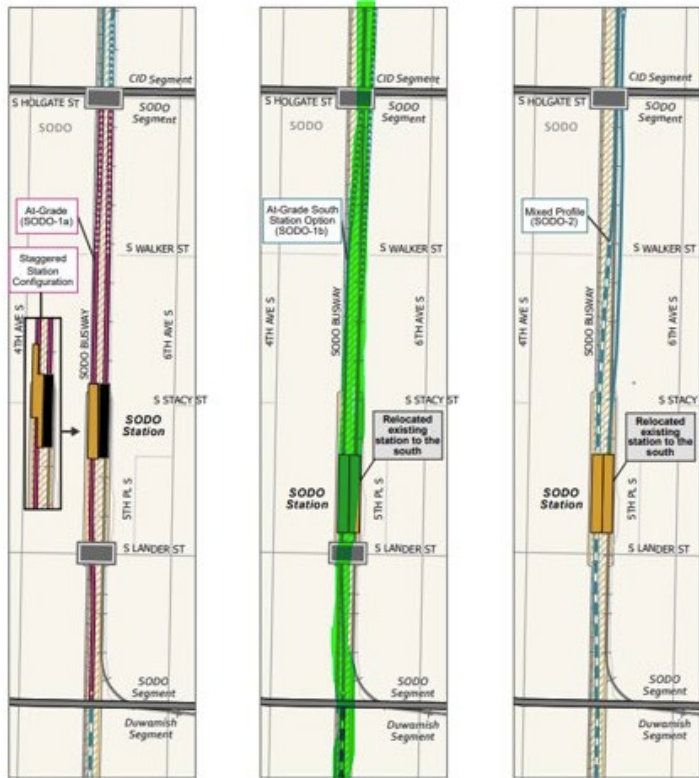 CID Segment
S HOLGATE ST
SODO
Segment
SODO
At-Grade
(SODO-1a)
Staggered
Station
Configuration
S WALKER ST
4TH AVE S
SODO BUSWAY
6TH AVE S
S STACY ST
SODO
Station
5TH PL S
S LANDER ST
SODO
Segment
Duwamish
Segment
CID Segment
S HOLGATE ST
SODO
Segment
SODO
At-Grade South
Station Option
(SODO-1b)
S WALKER ST
4TH AVE S
SODO BUSWAY
6TH AVE S
S STACY ST
Relocated
existing
station to the
south
SODO
Station
5TH PL S
S LANDER ST
SODO
Segment
Duwamish
Segment
CID Segment
S HOLGATE ST
SODO
Segment
SODO
Mixed Profile
(SODO-2)
S WALKER ST
4TH AVE S
SODO BUSWAY
6TH AVE S
S STACY ST
Relocated
existing
station to the
south
SODO
Station
5TH PL S
S LANDER ST
SODO
Segment
Duwamish
Segment